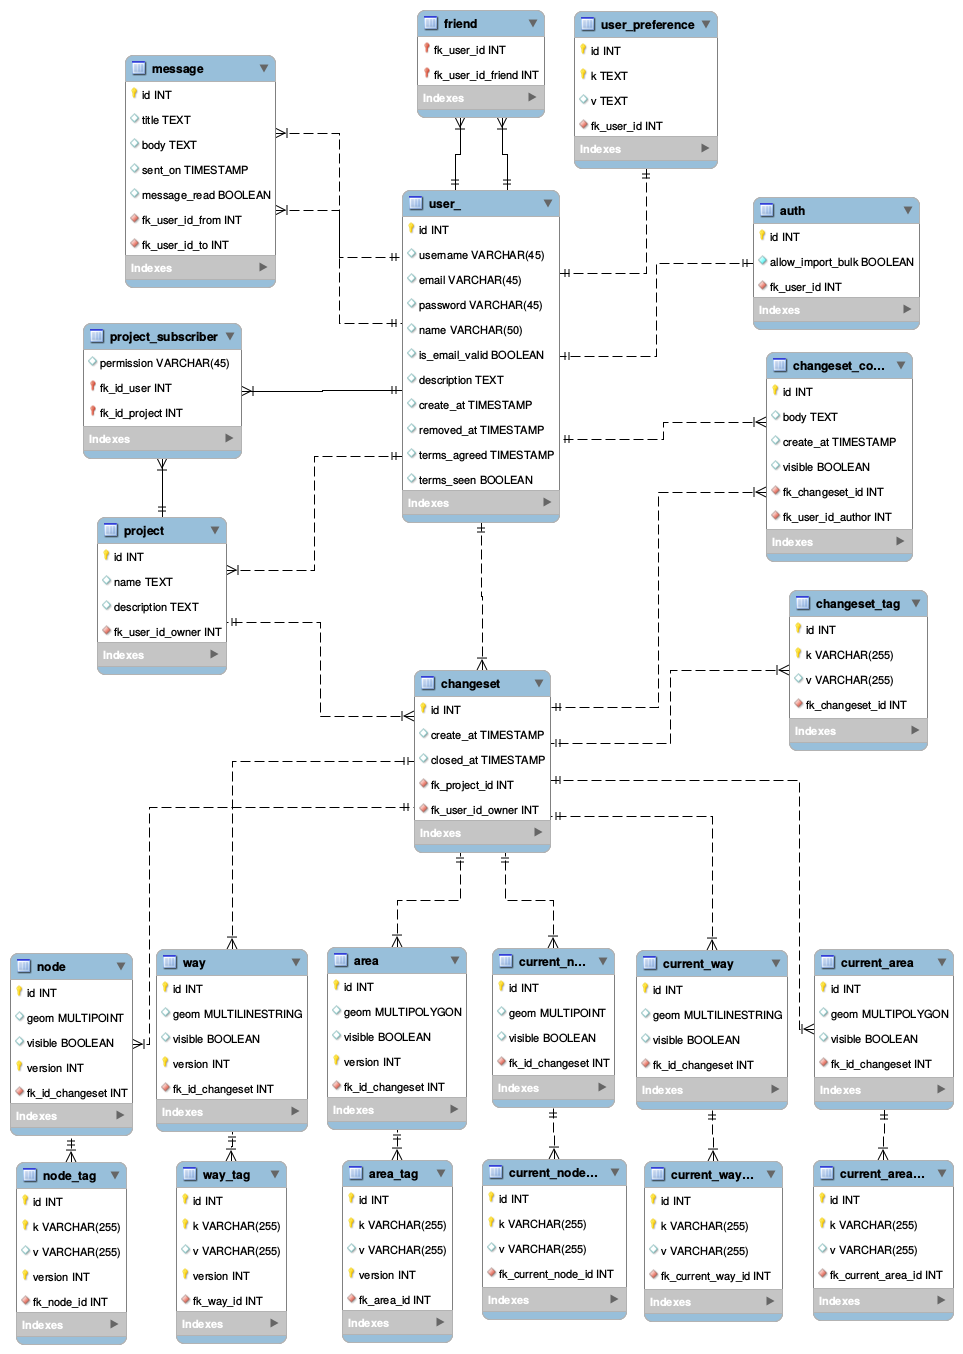 friend
fk_user_id INT
fk_user_id_friend INT
Indexes
user_preference
id INT
k TEXT
v TEXT
fk_user_id INT
Indexes
message
id INT
title TEXT
body TEXT
sent_on TIMESTAMP
message_read BOOLEAN
fk_user_id_from INT
fk_user_id_to INT
Indexes
user_
id INT
username VARCHAR(45)
email VARCHAR(45)
password VARCHAR(45)
name VARCHAR(50)
is_email_valid BOOLEAN
description TEXT
create_at TIMESTAMP
removed_at TIMESTAMP
terms_agreed TIMESTAMP
terms_seen BOOLEAN
Indexes
auth
id INT
allow_import_bulk BOOLEAN
fk_user_id INT
Indexes
project_subscriber
permission VARCHAR(45)
fk_id_user INT
fk_id_project INT
Indexes
changeset_co...
id INT
body TEXT
create_at TIMESTAMP
visible BOOLEAN
fk_changeset_id INT
fk_user_id_author INT
Indexes
project
id INT
name TEXT
description TEXT
fk_user_id_owner INT
Indexes
changeset_tag
id INT
k VARCHAR(255)
v VARCHAR(255)
fk_changeset_id INT
Indexes
changeset
id INT
create_at TIMESTAMP
closed_at TIMESTAMP
fk_project_id INT
fk_user_id_owner INT
Indexes
node
id INT
geom MULTIPOINT
visible BOOLEAN
version INT
fk_id_changeset INT
Indexes
way
id INT
geom MULTILINESTRING
visible BOOLEAN
version INT
fk_id_changeset INT
Indexes
area
id INT
geom MULTIPOLYGON
visible BOOLEAN
version INT
fk_id_changeset INT
Indexes
current_n...
id INT
geom MULTIPOINT
visible BOOLEAN
fk_id_changeset INT
Indexes
current_way
id INT
geom MULTILINESTRING
visible BOOLEAN
fk_id_changeset INT
Indexes
current_area
id INT
geom MULTIPOLYGON
visible BOOLEAN
fk_id_changeset INT
Indexes
node_tag
id INT
k VARCHAR(255)
v VARCHAR(255)
version INT
fk_node_id INT
Indexes
way_tag
id INT
k VARCHAR(255)
v VARCHAR(255)
version INT
fk_way_id INT
Indexes
area_tag
id INT
k VARCHAR(255)
v VARCHAR(255)
version INT
fk_area_id INT
Indexes
current_node...
id INT
k VARCHAR(255)
v VARCHAR(255)
fk_current_node_id INT
Indexes
current_way...
id INT
k VARCHAR(255)
v VARCHAR(255)
fk_current_way_id INT
Indexes
current_area...
id INT
k VARCHAR(255)
v VARCHAR(255)
fk_current_area_id INT
Indexes